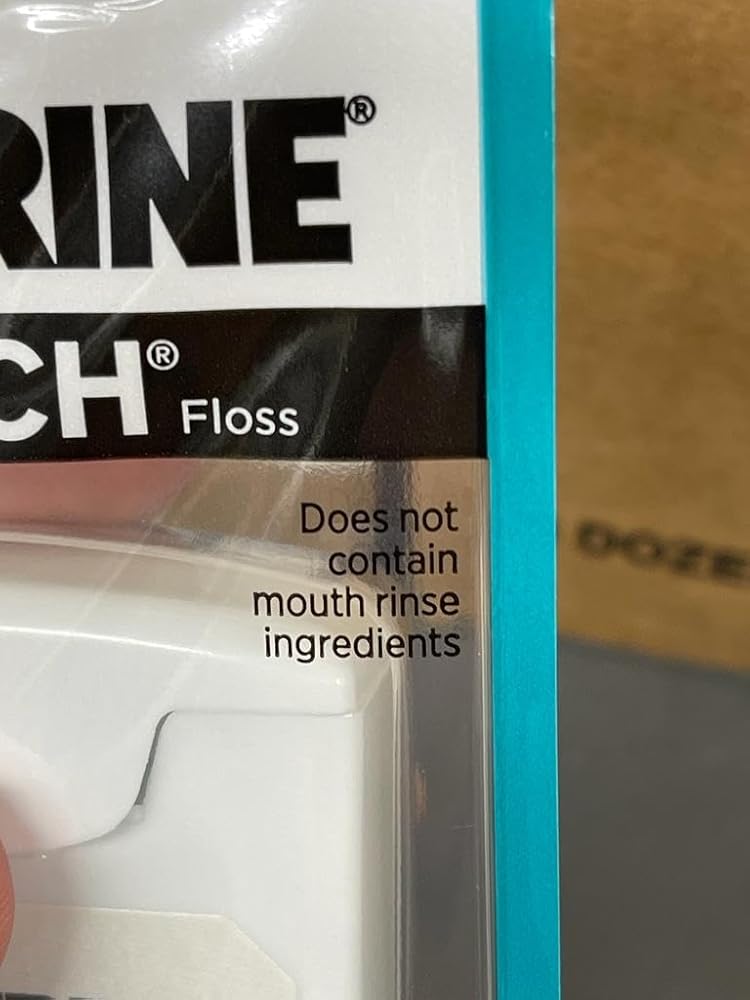 RINE®
CH® Floss
Does not
contain
mouth rinse
ingredients
DOZE